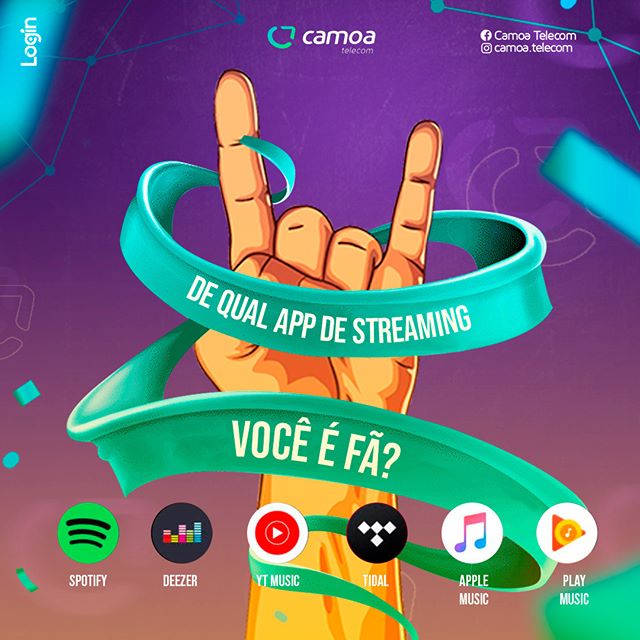 Login
camoa
telecom
Camoa Telecom
camoa.telecom
DE QUAL APP DE STREAMING
VOCÊ É FÃ?
SPOTIFY
DEEZER
YT MUSIC
TIDAL
APPLE
MUSIC
PLAY
MUSIC